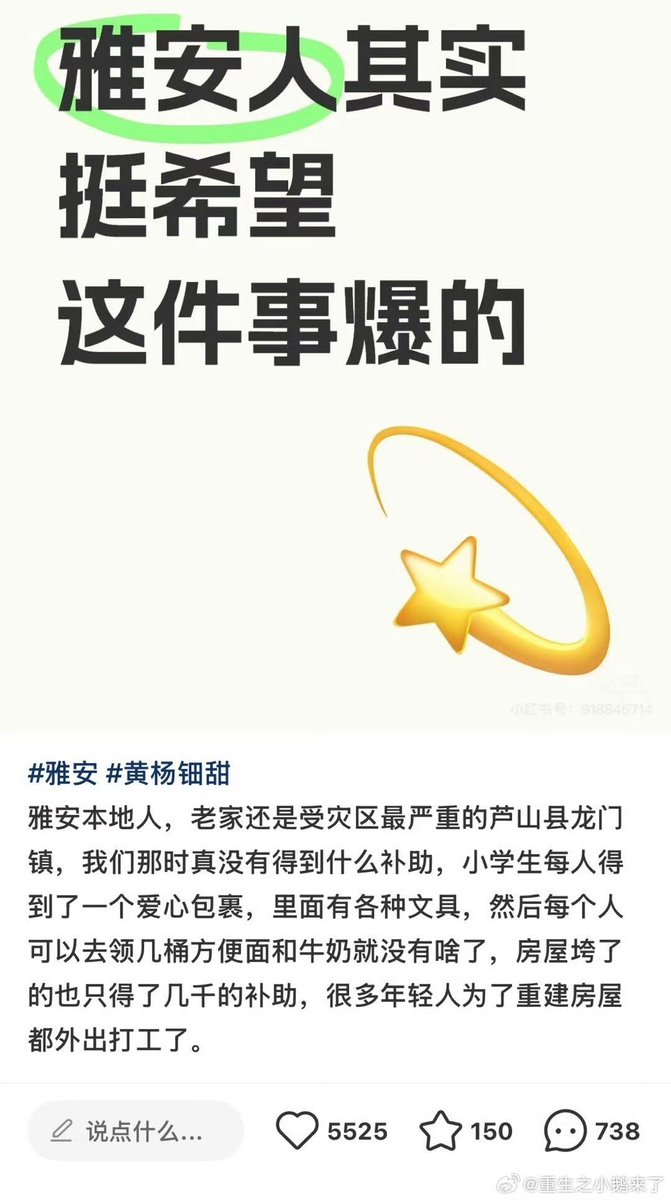 雅安人其实
挺希望
这件事爆的
小红书号：918845714
#雅安 #黄杨钿甜
雅安本地人，老家还是受灾区最严重的芦山县龙门
镇，我们那时真没有得到什么补助，小学生每人得
到了一个爱心包裹，里面有各种文具，然后每个人
可以去领几桶方便面和牛奶就没有啥了，房屋垮了
的也只得了几千的补助，很多年轻人为了重建房屋
都外出打工了。
说点什么... 5525 150 738
@重生之小鹅来了